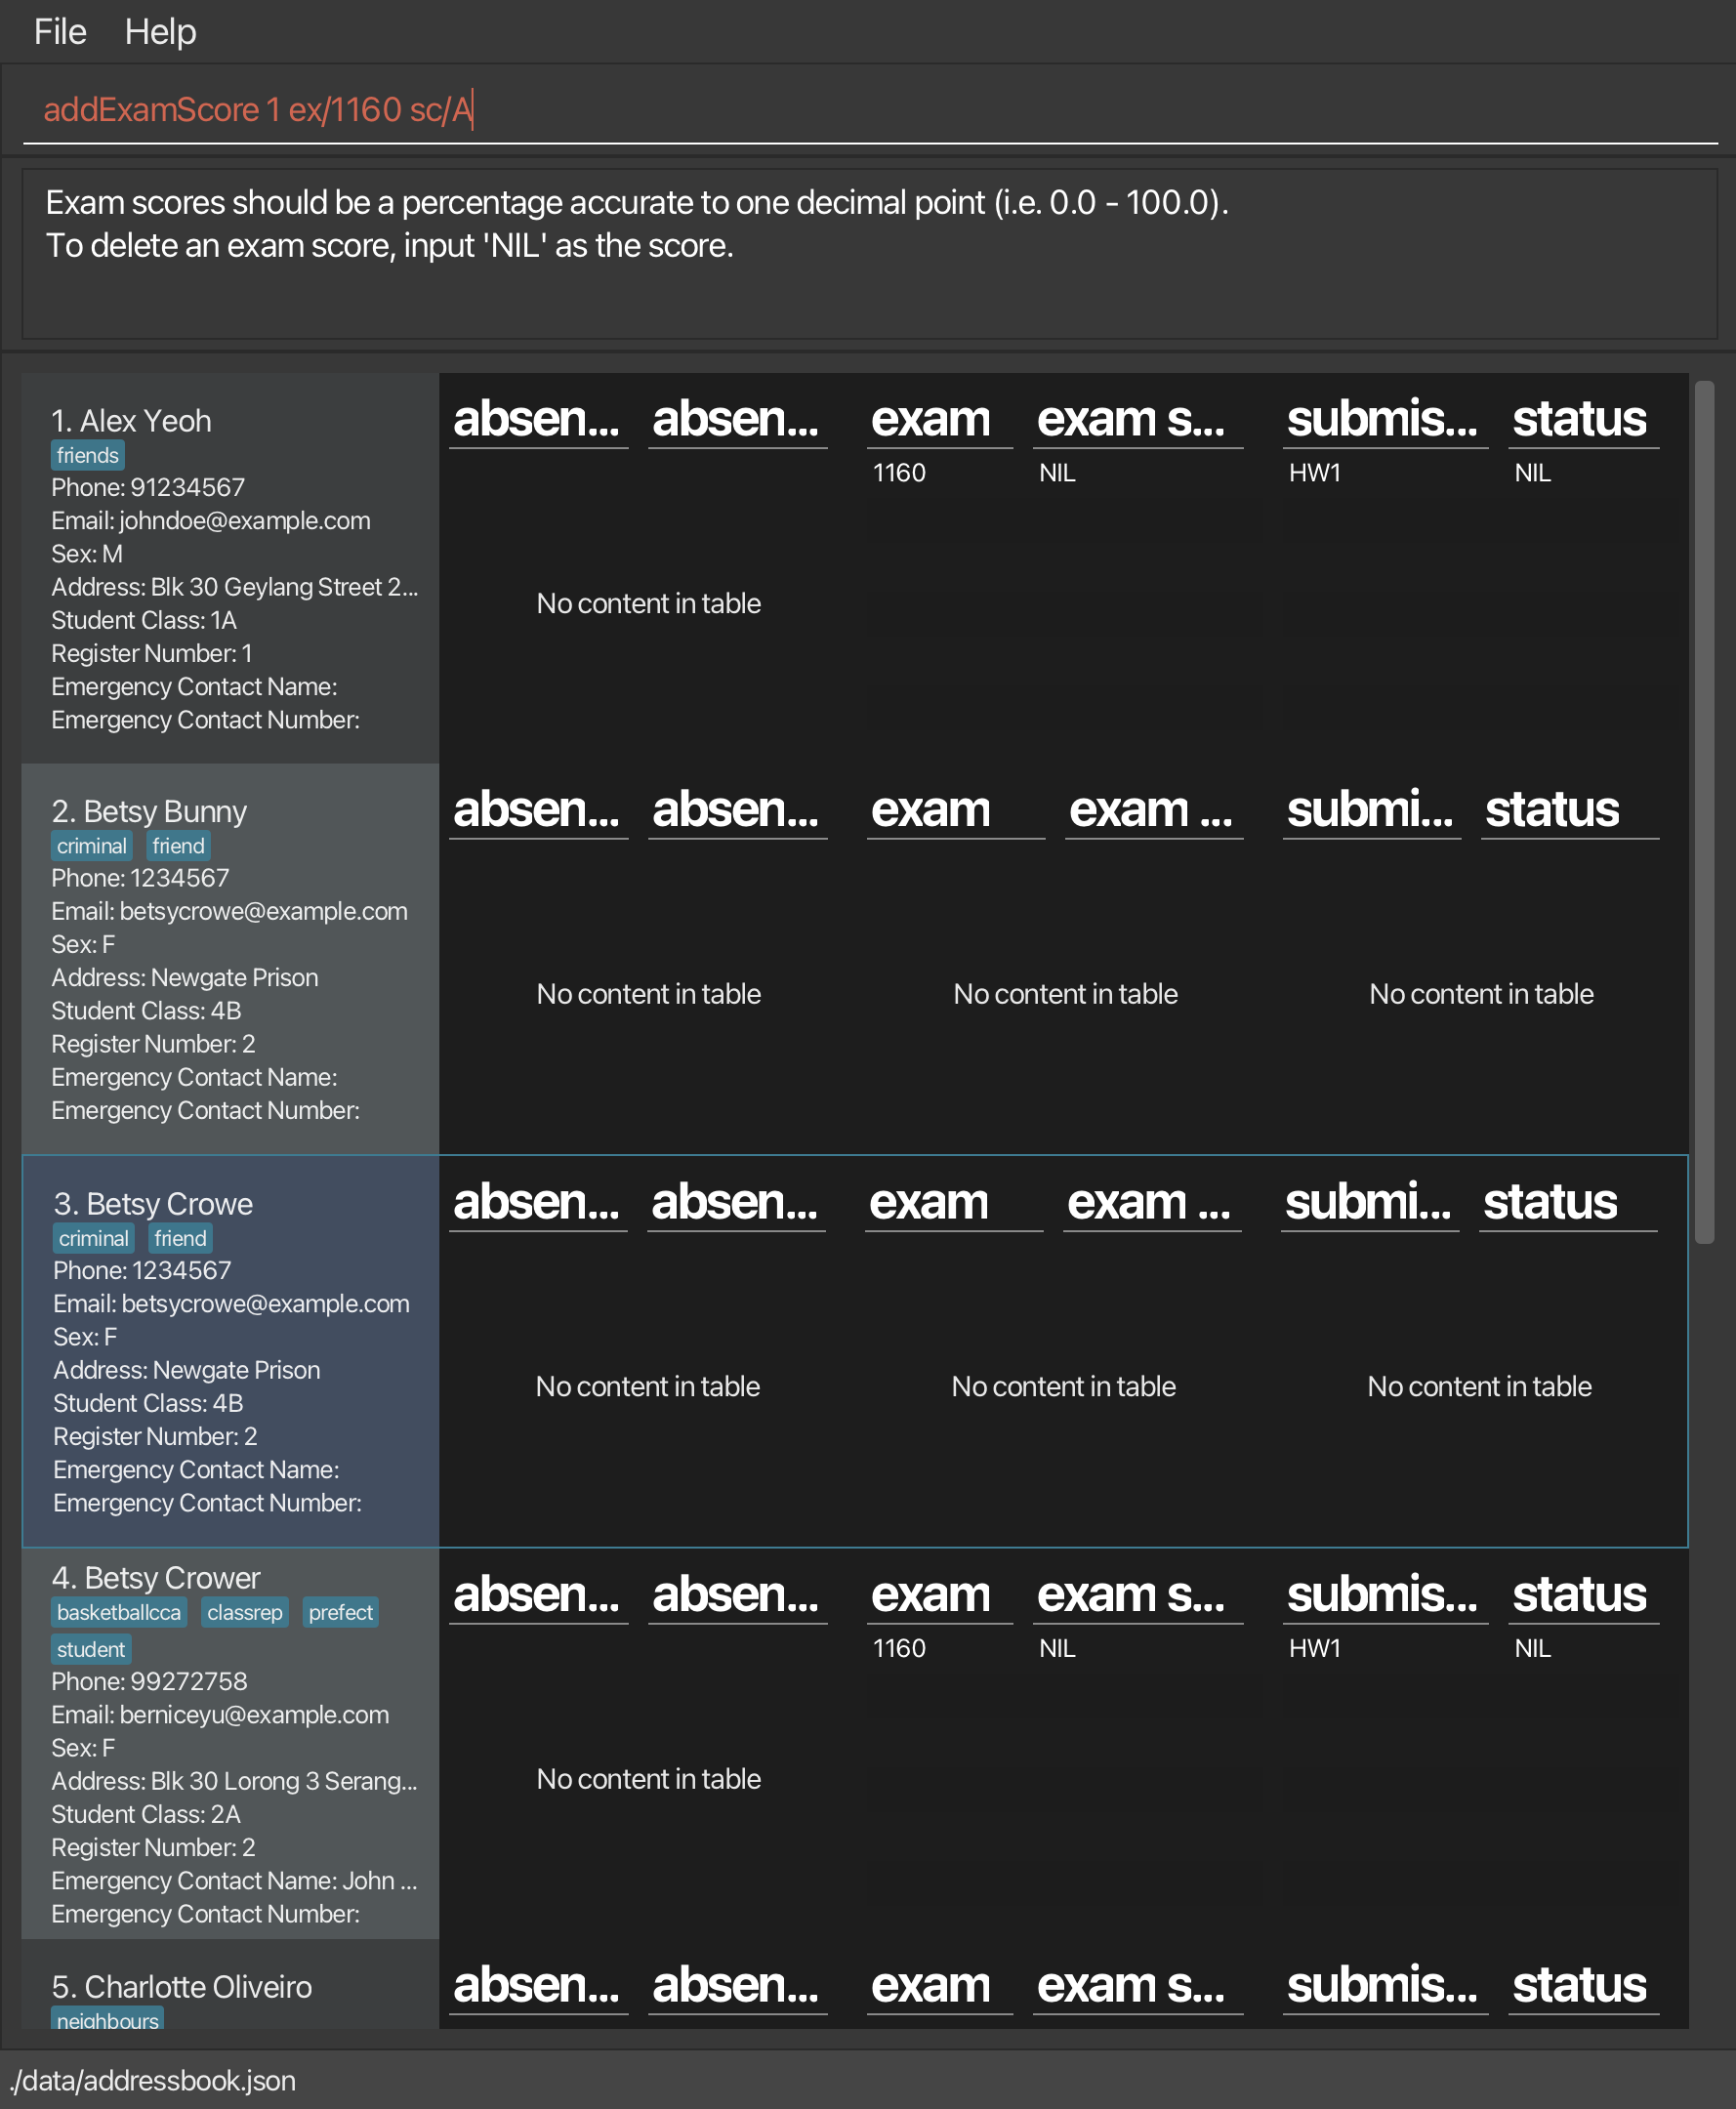 File Help
addExamScore 1 ex/1160 sc/A
Exam scores should be a percentage accurate to one decimal point (i.e. 0.0 - 100.0).
To delete an exam score, input 'NIL' as the score.
1. Alex Yeoh
friends
Phone: 91234567
Email: johndoe@example.com
Sex: M
Address: Blk 30 Geylang Street 2...
Student Class: 1A
Register Number: 1
Emergency Contact Name:
Emergency Contact Number:
absen... absen... exam exam s... submis... status
1160 NIL HW1 NIL
No content in table
2. Betsy Bunny
criminal friend
Phone: 1234567
Email: betsycrowe@example.com
Sex: F
Address: Newgate Prison
Student Class: 4B
Register Number: 2
Emergency Contact Name:
Emergency Contact Number:
absen... absen... exam exam ... submi... status
No content in table No content in table No content in table
3. Betsy Crowe
criminal friend
Phone: 1234567
Email: betsycrowe@example.com
Sex: F
Address: Newgate Prison
Student Class: 4B
Register Number: 2
Emergency Contact Name:
Emergency Contact Number:
absen... absen... exam exam ... submi... status
No content in table No content in table No content in table
4. Betsy Crower
basketballcca classrep prefect
student
Phone: 99272758
Email: berniceyu@example.com
Sex: F
Address: Blk 30 Lorong 3 Serang...
Student Class: 2A
Register Number: 2
Emergency Contact Name: John ...
Emergency Contact Number:
absen... absen... exam exam s... submis... status
1160 NIL HW1 NIL
No content in table
5. Charlotte Oliveiro
neighbours
absen... absen... exam exam s... submis... status
./data/addressbook.json